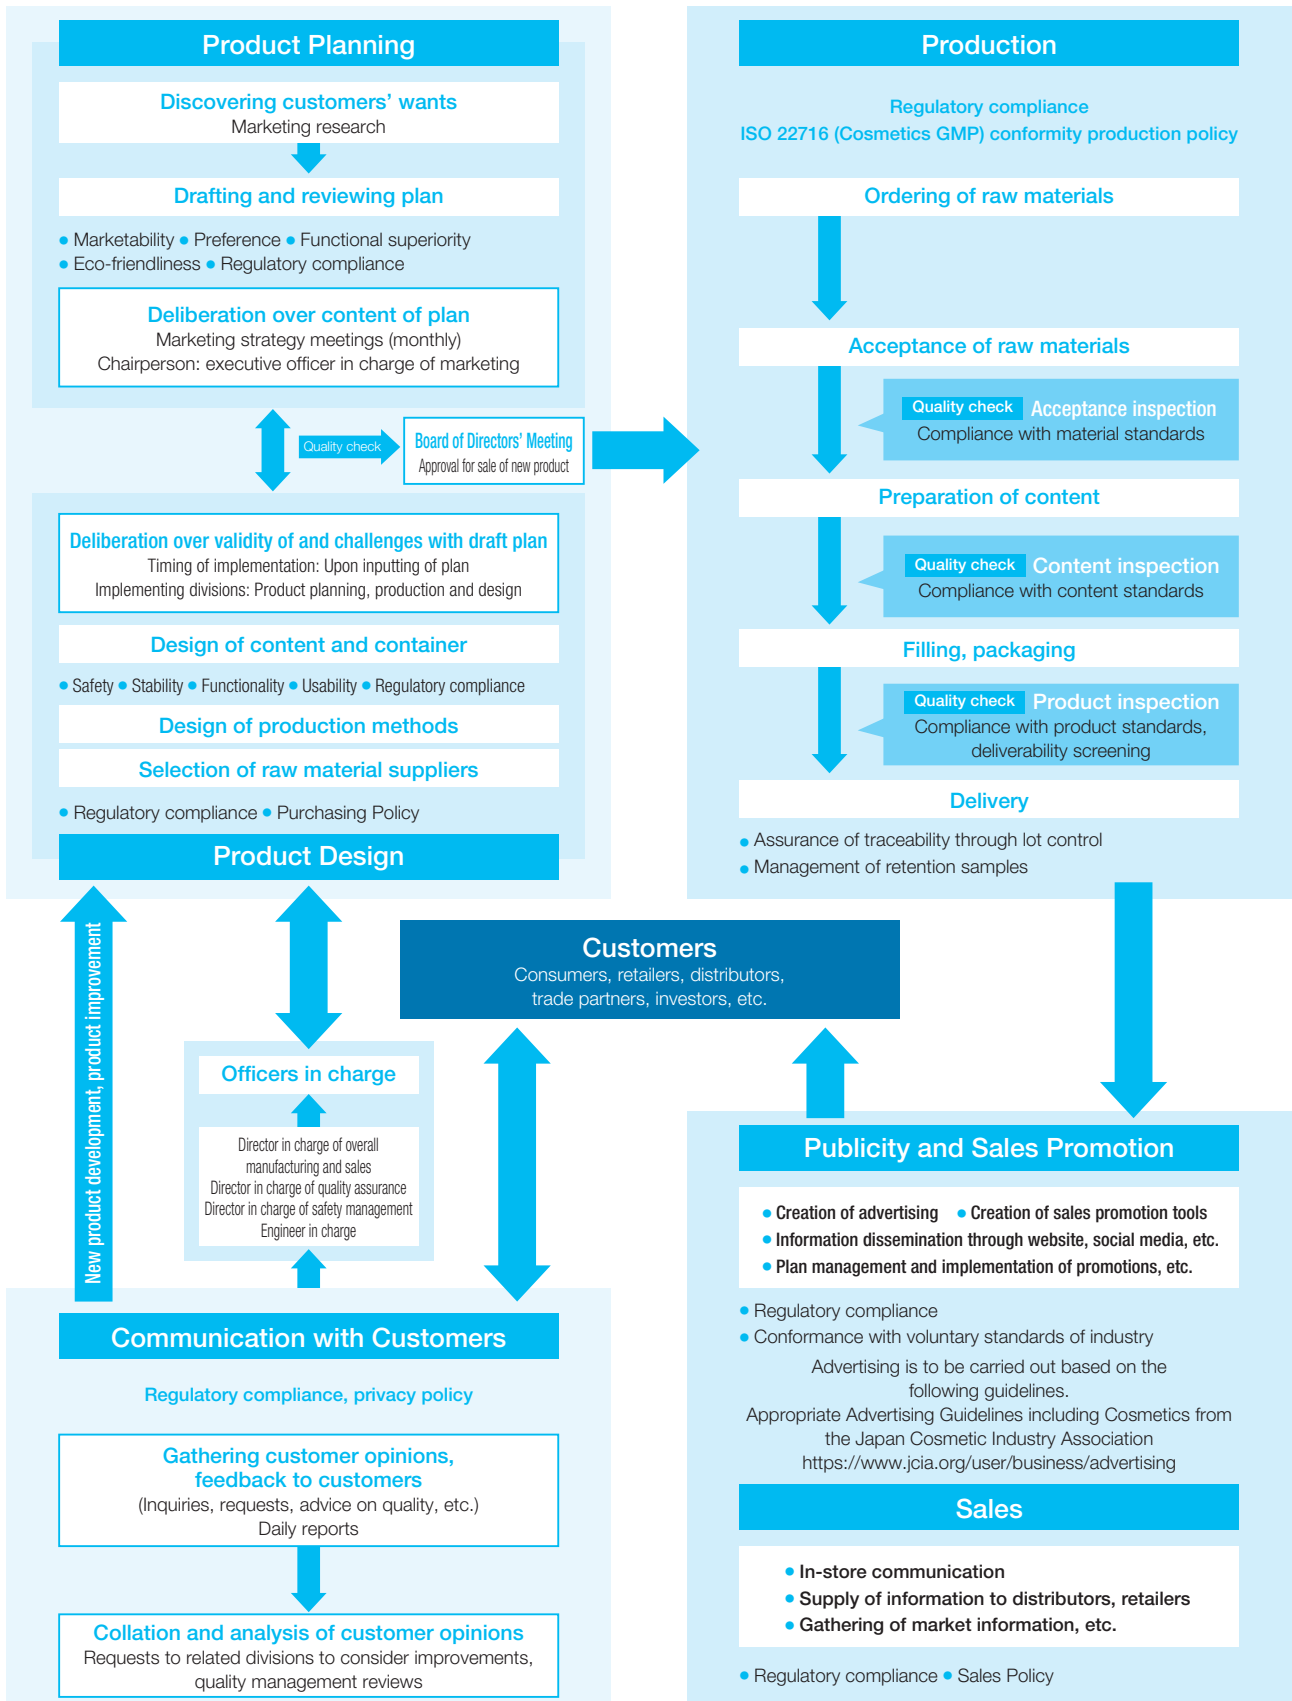 Product Planning
Discovering customers’ wants
Marketing research
Drafting and reviewing plan
● Marketability ● Preference ● Functional superiority
● Eco-friendliness ● Regulatory compliance
Deliberation over content of plan
Marketing strategy meetings (monthly)
Chairperson: executive officer in charge of marketing
Quality check
Board of Directors’ Meeting
Approval for sale of new product
Deliberation over validity of and challenges with draft plan
Timing of implementation: Upon inputting of plan
Implementing divisions: Product planning, production and design
Design of content and container
● Safety ● Stability ● Functionality ● Usability ● Regulatory compliance
Design of production methods
Selection of raw material suppliers
● Regulatory compliance ● Purchasing Policy
Product Design
Production
Regulatory compliance
ISO 22716 (Cosmetics GMP) conformity production policy
Ordering of raw materials
Acceptance of raw materials
Quality check Acceptance inspection
Compliance with material standards
Preparation of content
Quality check Content inspection
Compliance with content standards
Filling, packaging
Quality check Product inspection
Compliance with product standards,
deliverability screening
Delivery
● Assurance of traceability through lot control
● Management of retention samples
Customers
Consumers, retailers, distributors,
trade partners, investors, etc.
New product development, product improvement
Officers in charge
Director in charge of overall
manufacturing and sales
Director in charge of quality assurance
Director in charge of safety management
Engineer in charge
Communication with Customers
Regulatory compliance, privacy policy
Gathering customer opinions,
feedback to customers
(Inquiries, requests, advice on quality, etc.)
Daily reports
Collation and analysis of customer opinions
Requests to related divisions to consider improvements,
quality management reviews
Publicity and Sales Promotion
● Creation of advertising ● Creation of sales promotion tools
● Information dissemination through website, social media, etc.
● Plan management and implementation of promotions, etc.
● Regulatory compliance
● Conformance with voluntary standards of industry
Advertising is to be carried out based on the
following guidelines.
Appropriate Advertising Guidelines including Cosmetics from
the Japan Cosmetic Industry Association
https://www.jcia.org/user/business/advertising
Sales
● In-store communication
● Supply of information to distributors, retailers
● Gathering of market information, etc.
● Regulatory compliance ● Sales Policy